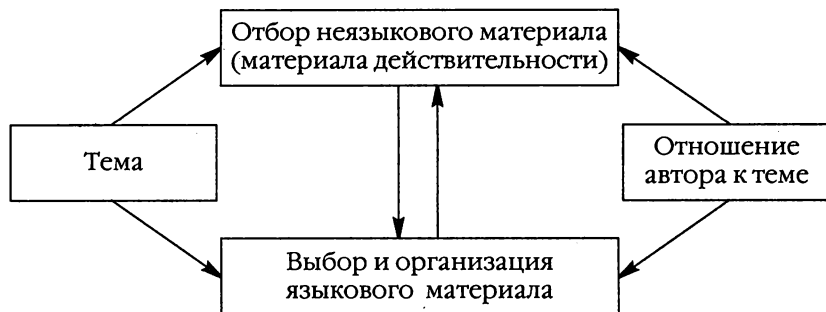 Отбор неязыкового материала
(материала действительности)
Тема
Отношение
автора к теме
Выбор и организация
языкового материала